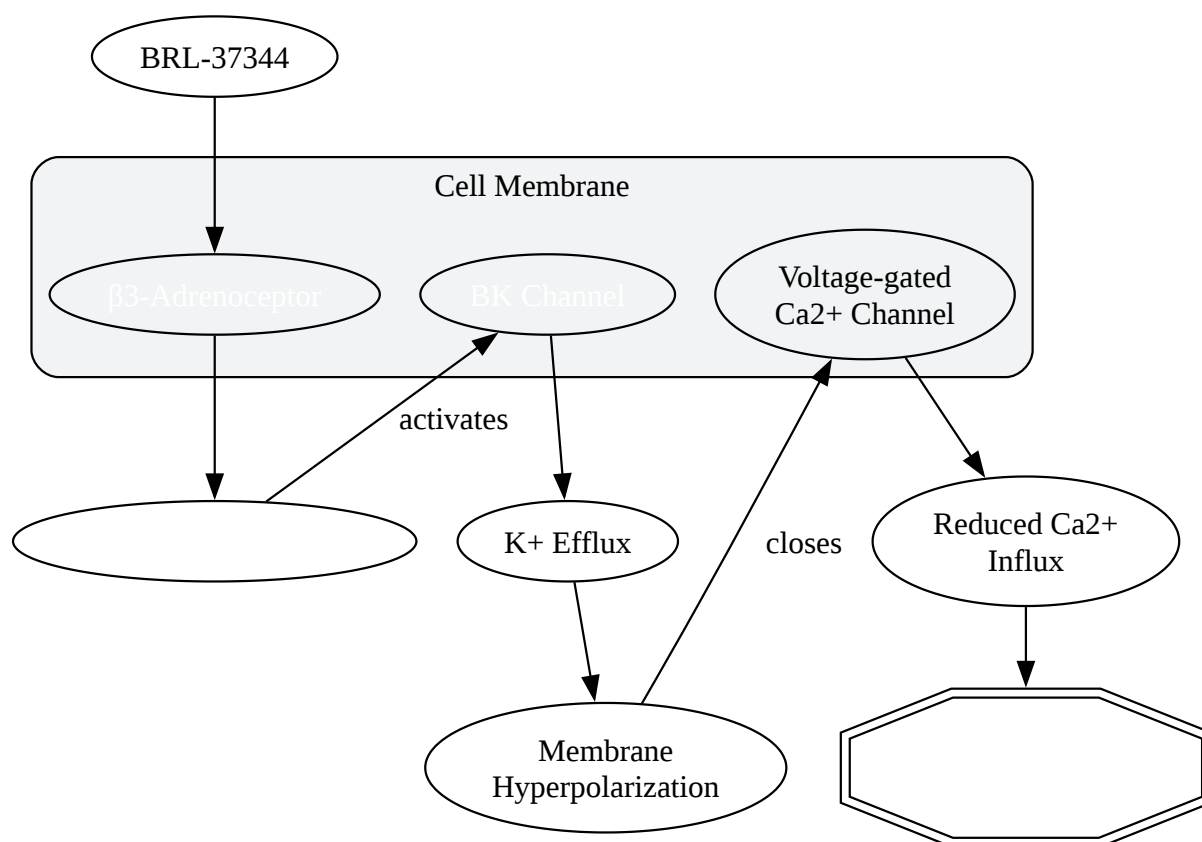 BRL-37344
Cell Membrane
β3-Adrenoceptor
BK Channel
Voltage-gated
Ca2+ Channel
activates
K+ Efflux
closes
Reduced Ca2+
Influx
Membrane
Hyperpolarization